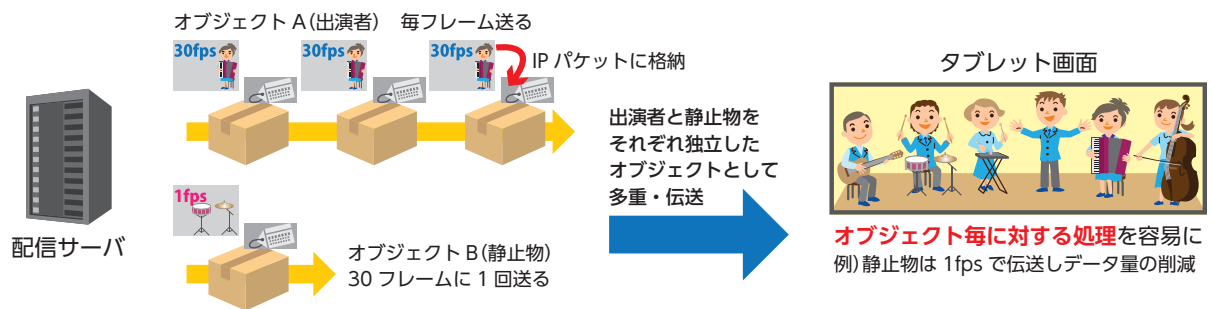 オブジェクト A（出演者）　毎フレーム送る
30fps
30fps
30fps
IP パケットに格納
配信サーバ
1fps
オブジェクト B（静止物）
30 フレームに 1 回送る
出演者と静止物を
それぞれ独立した
オブジェクトとして
多重・伝送
タブレット画面
オブジェクト毎に対する処理を容易に
例）静止物は 1fps で伝送しデータ量の削減